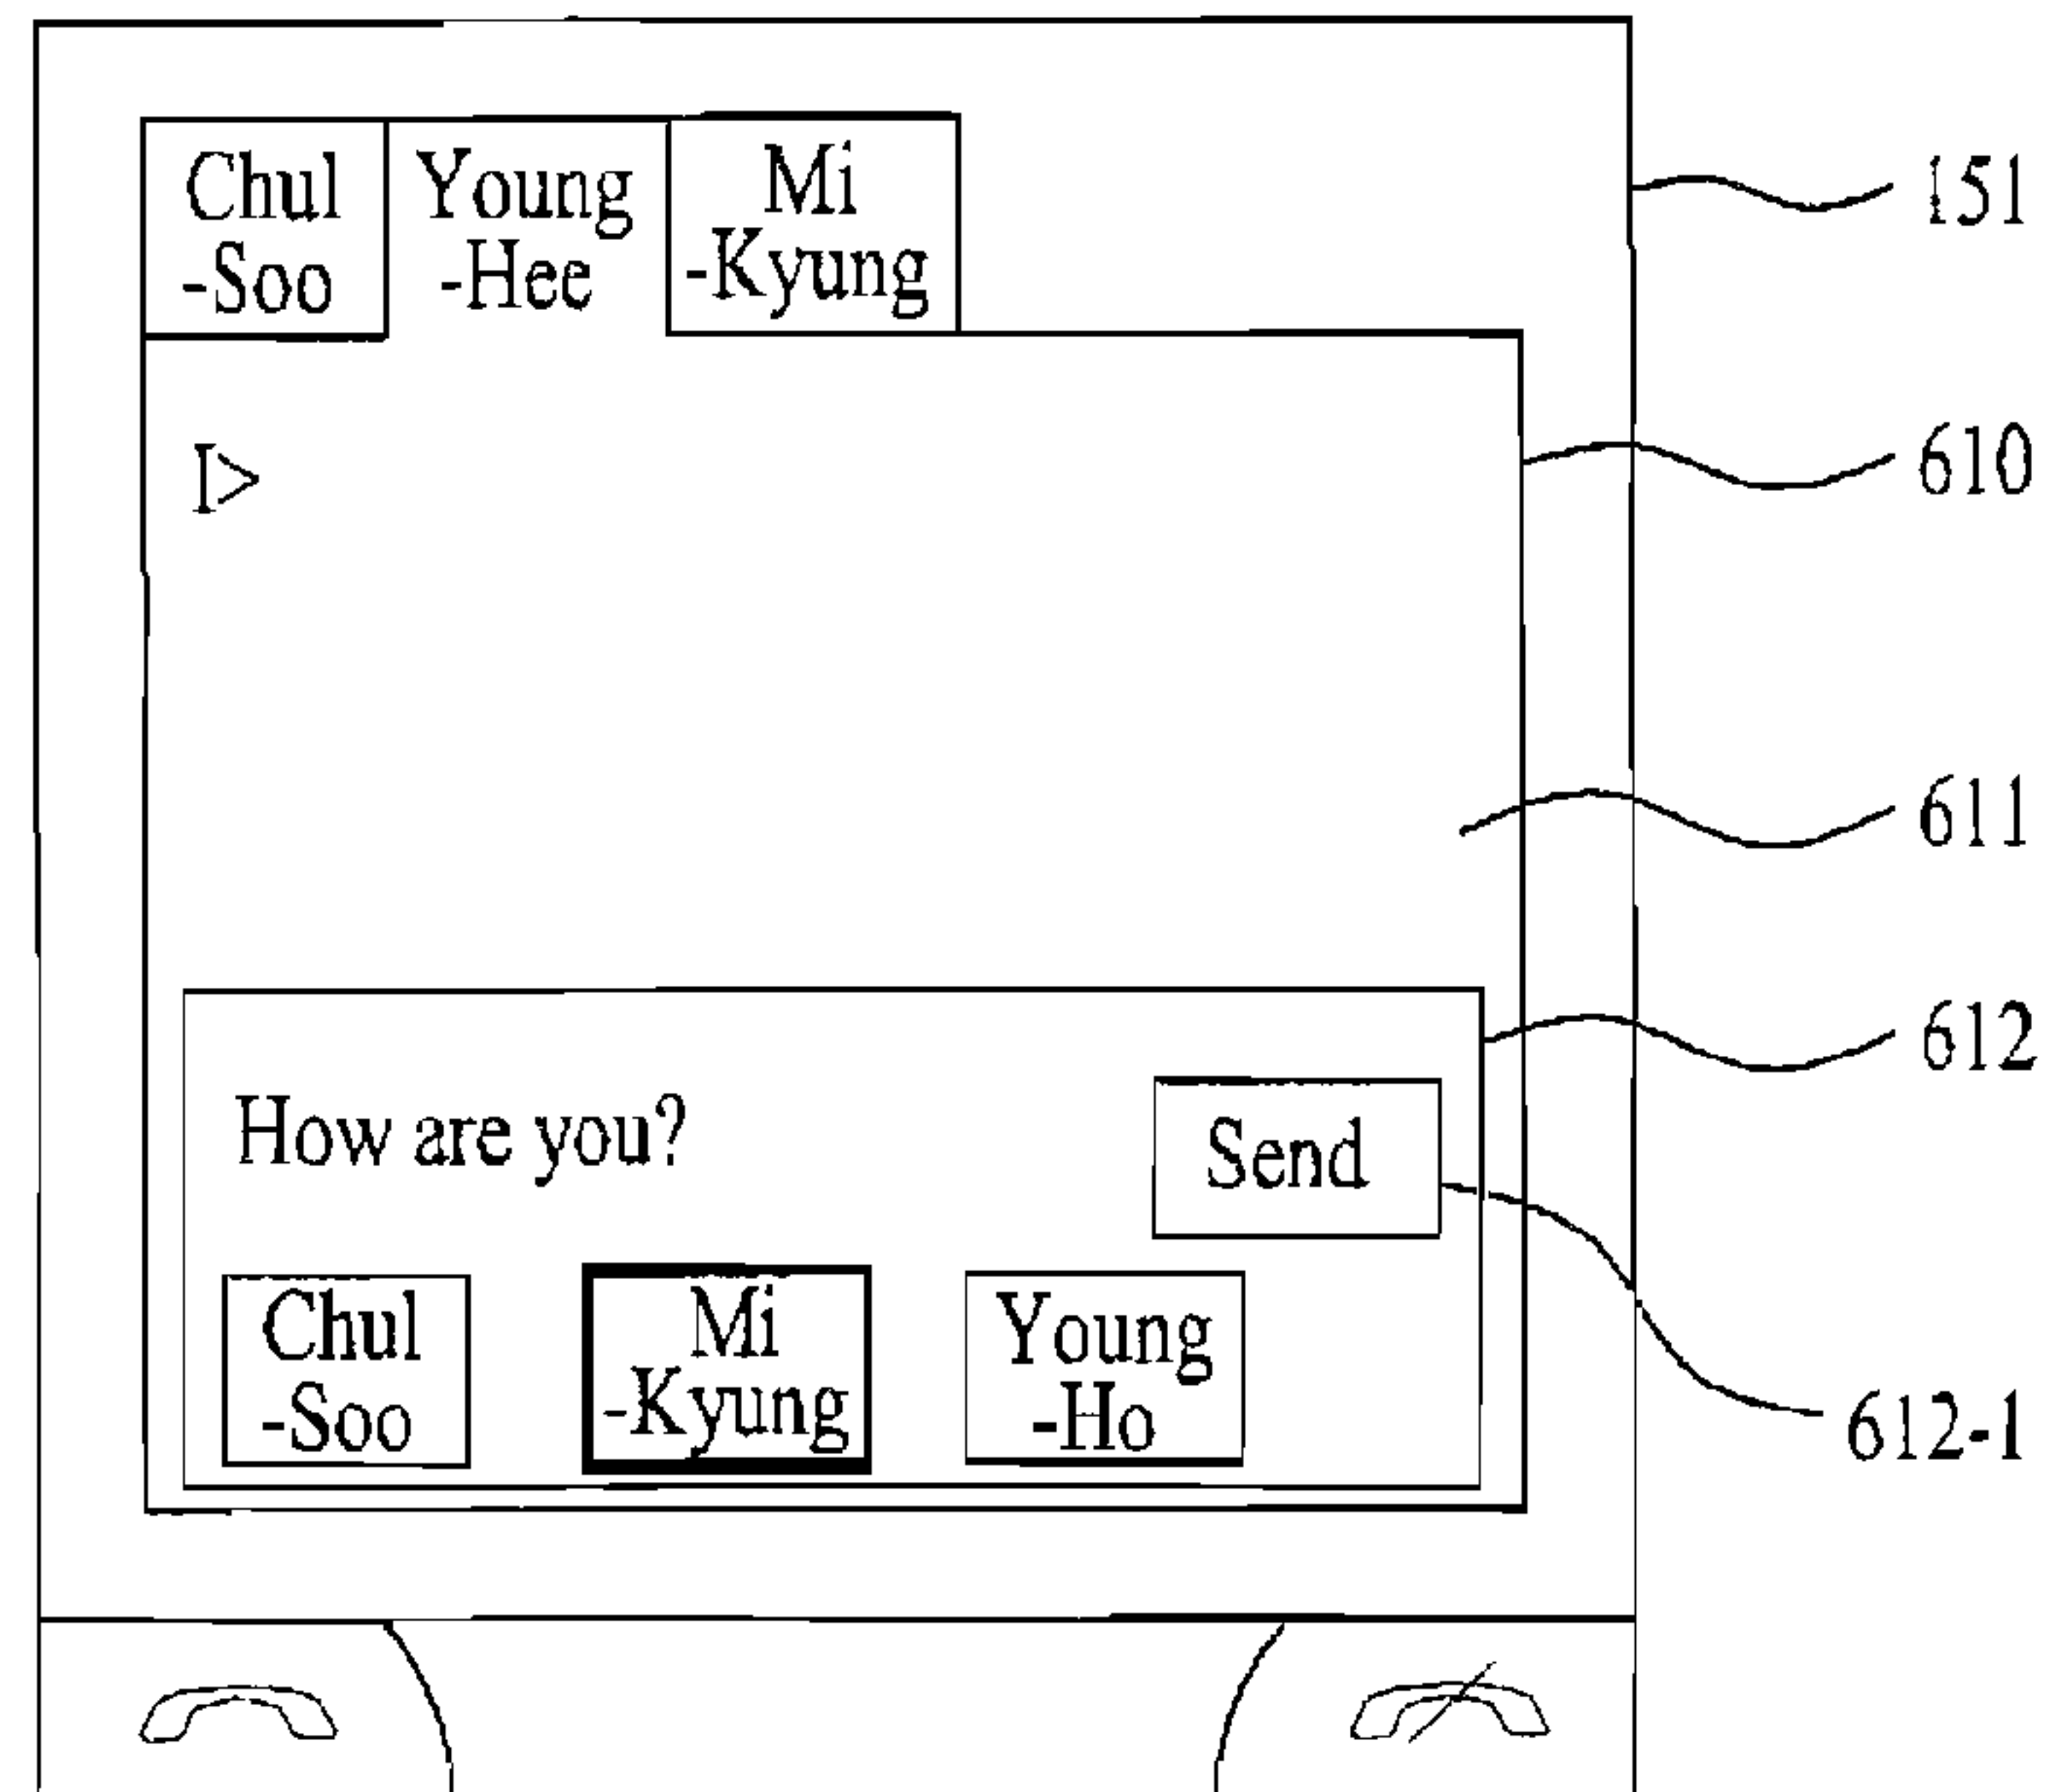 Chul
-Soo
Young
-Hee
Mi
-Kyung
151
I>
610
611
612
How are you?
Send
Chul
-Soo
Mi
-Kyung
Young
-Ho
612-1